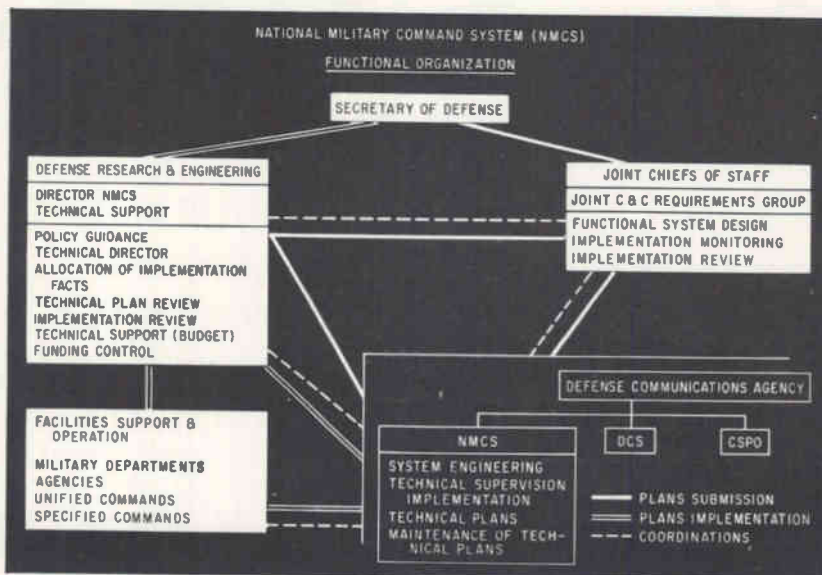 NATIONAL MILITARY COMMAND SYSTEM (NMCS)
FUNCTIONAL ORGANIZATION
SECRETARY OF DEFENSE
DEFENSE RESEARCH & ENGINEERING
DIRECTOR NMCS
TECHNICAL SUPPORT
POLICY GUIDANCE
TECHNICAL DIRECTOR
ALLOCATION OF IMPLEMENTATION
FACTS
TECHNICAL PLAN REVIEW
IMPLEMENTATION REVIEW
TECHNICAL SUPPORT (BUDGET)
FUNDING CONTROL
JOINT CHIEFS OF STAFF
JOINT C & C REQUIREMENTS GROUP
FUNCTIONAL SYSTEM DESIGN
IMPLEMENTATION MONITORING
IMPLEMENTATION REVIEW
FACILITIES SUPPORT &
OPERATION
MILITARY DEPARTMENTS
AGENCIES
UNIFIED COMMANDS
SPECIFIED COMMANDS
DEFENSE COMMUNICATIONS AGENCY
NMCS
SYSTEM ENGINEERING
TECHNICAL SUPERVISION
IMPLEMENTATION
TECHNICAL PLANS
MAINTENANCE OF TECH-
NICAL PLANS
DCS
CSPO
PLANS SUBMISSION
PLANS IMPLEMENTATION
COORDINATIONS